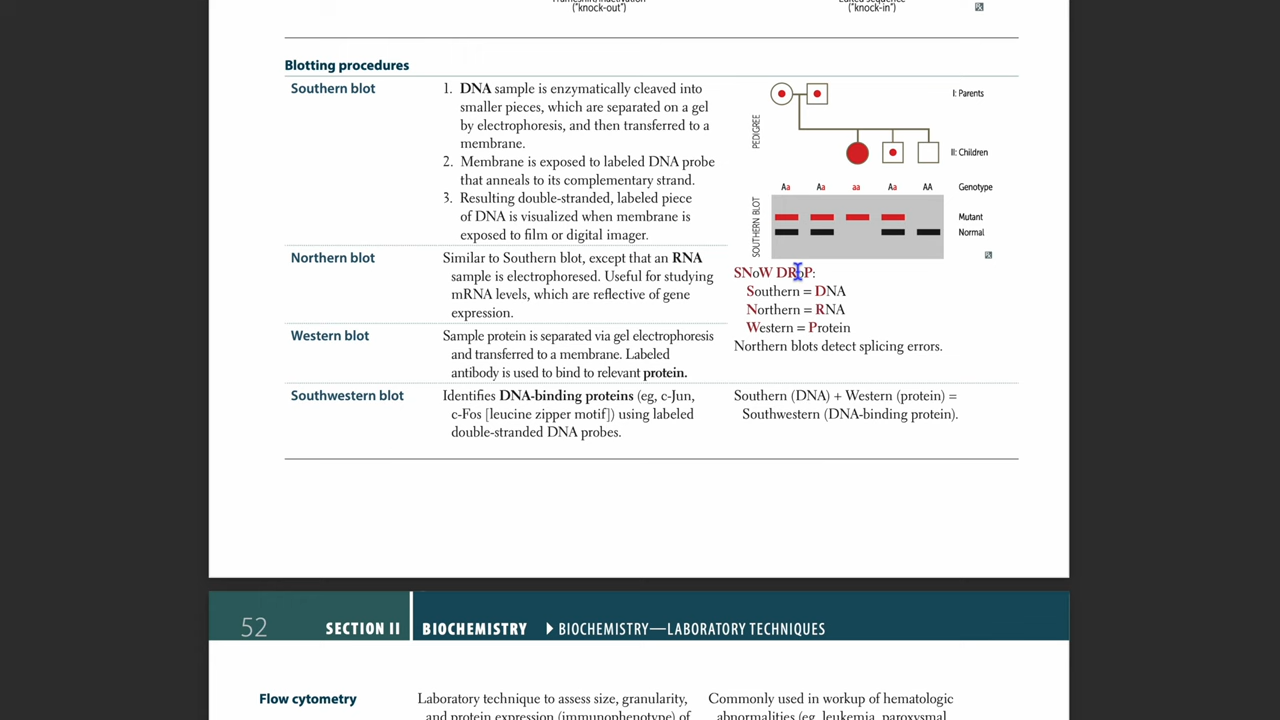 ("knock-out")
("knock-in")
Blotting procedures
Southern blot
1. DNA sample is enzymatically cleaved into
smaller pieces, which are separated on a gel
by electrophoresis, and then transferred to a
membrane.
2. Membrane is exposed to labeled DNA probe
that anneals to its complementary strand.
3. Resulting double-stranded, labeled piece
of DNA is visualized when membrane is
exposed to film or digital imager.
PEDIGREE
I: Parents
II: Children
Aa Aa aa Aa AA Genotype
SOUTHERN BLOT
Mutant
Normal
Northern blot
Similar to Southern blot, except that an RNA
sample is electrophoresed. Useful for studying
mRNA levels, which are reflective of gene
expression.
SNoW DRoP:
Southern = DNA
Northern = RNA
Western = Protein
Northern blots detect splicing errors.
Western blot
Sample protein is separated via gel electrophoresis
and transferred to a membrane. Labeled
antibody is used to bind to relevant protein.
Southwestern blot
Identifies DNA-binding proteins (eg, c-Jun,
c-Fos [leucine zipper motif]) using labeled
double-stranded DNA probes.
Southern (DNA) + Western (protein) =
Southwestern (DNA-binding protein).
52 SECTION II BIOCHEMISTRY ▶ BIOCHEMISTRY—LABORATORY TECHNIQUES
Flow cytometry
Laboratory technique to assess size, granularity,
and protein expression (immunophenotype) of
Commonly used in workup of hematologic
abnormalities (eg, leukemia, paroxysmal